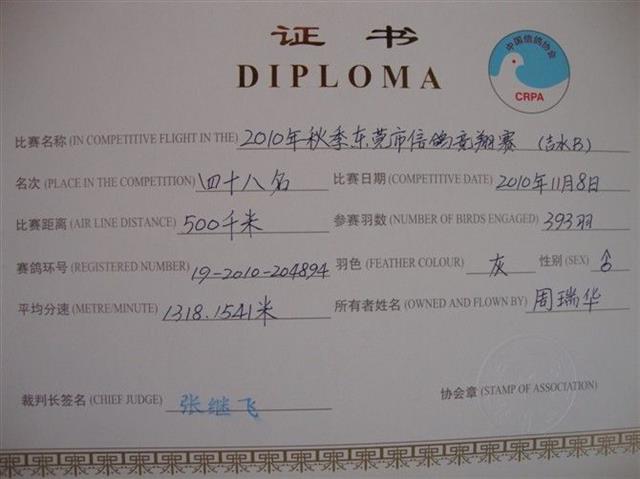 证书
DIPLOMA
中国信鸽协会
CRPA
比赛名称 (IN COMPETITIVE FLIGHT IN THE) 2010年秋季东莞市信鸽竞翔赛 (吉水B)
名次 (PLACE IN THE COMPETITION) 四十八名 比赛日期 (COMPETITIVE DATE) 2010年11月8日
比赛距离 (AIR LINE DISTANCE) 500千米 参赛羽数 (NUMBER OF BIRDS ENGAGED) 393羽
赛鸽环号 (REGISTERED NUMBER) 19-2010-204894 羽色 (FEATHER COLOUR) 灰 性别 (SEX) ♂
平均分速 (METRE/MINUTE) 1318.1541米 所有者姓名 (OWNED AND FLOWN BY) 周瑞华
裁判长签名 (CHIEF JUDGE) 张继飞 协会章 (STAMP OF ASSOCIATION)